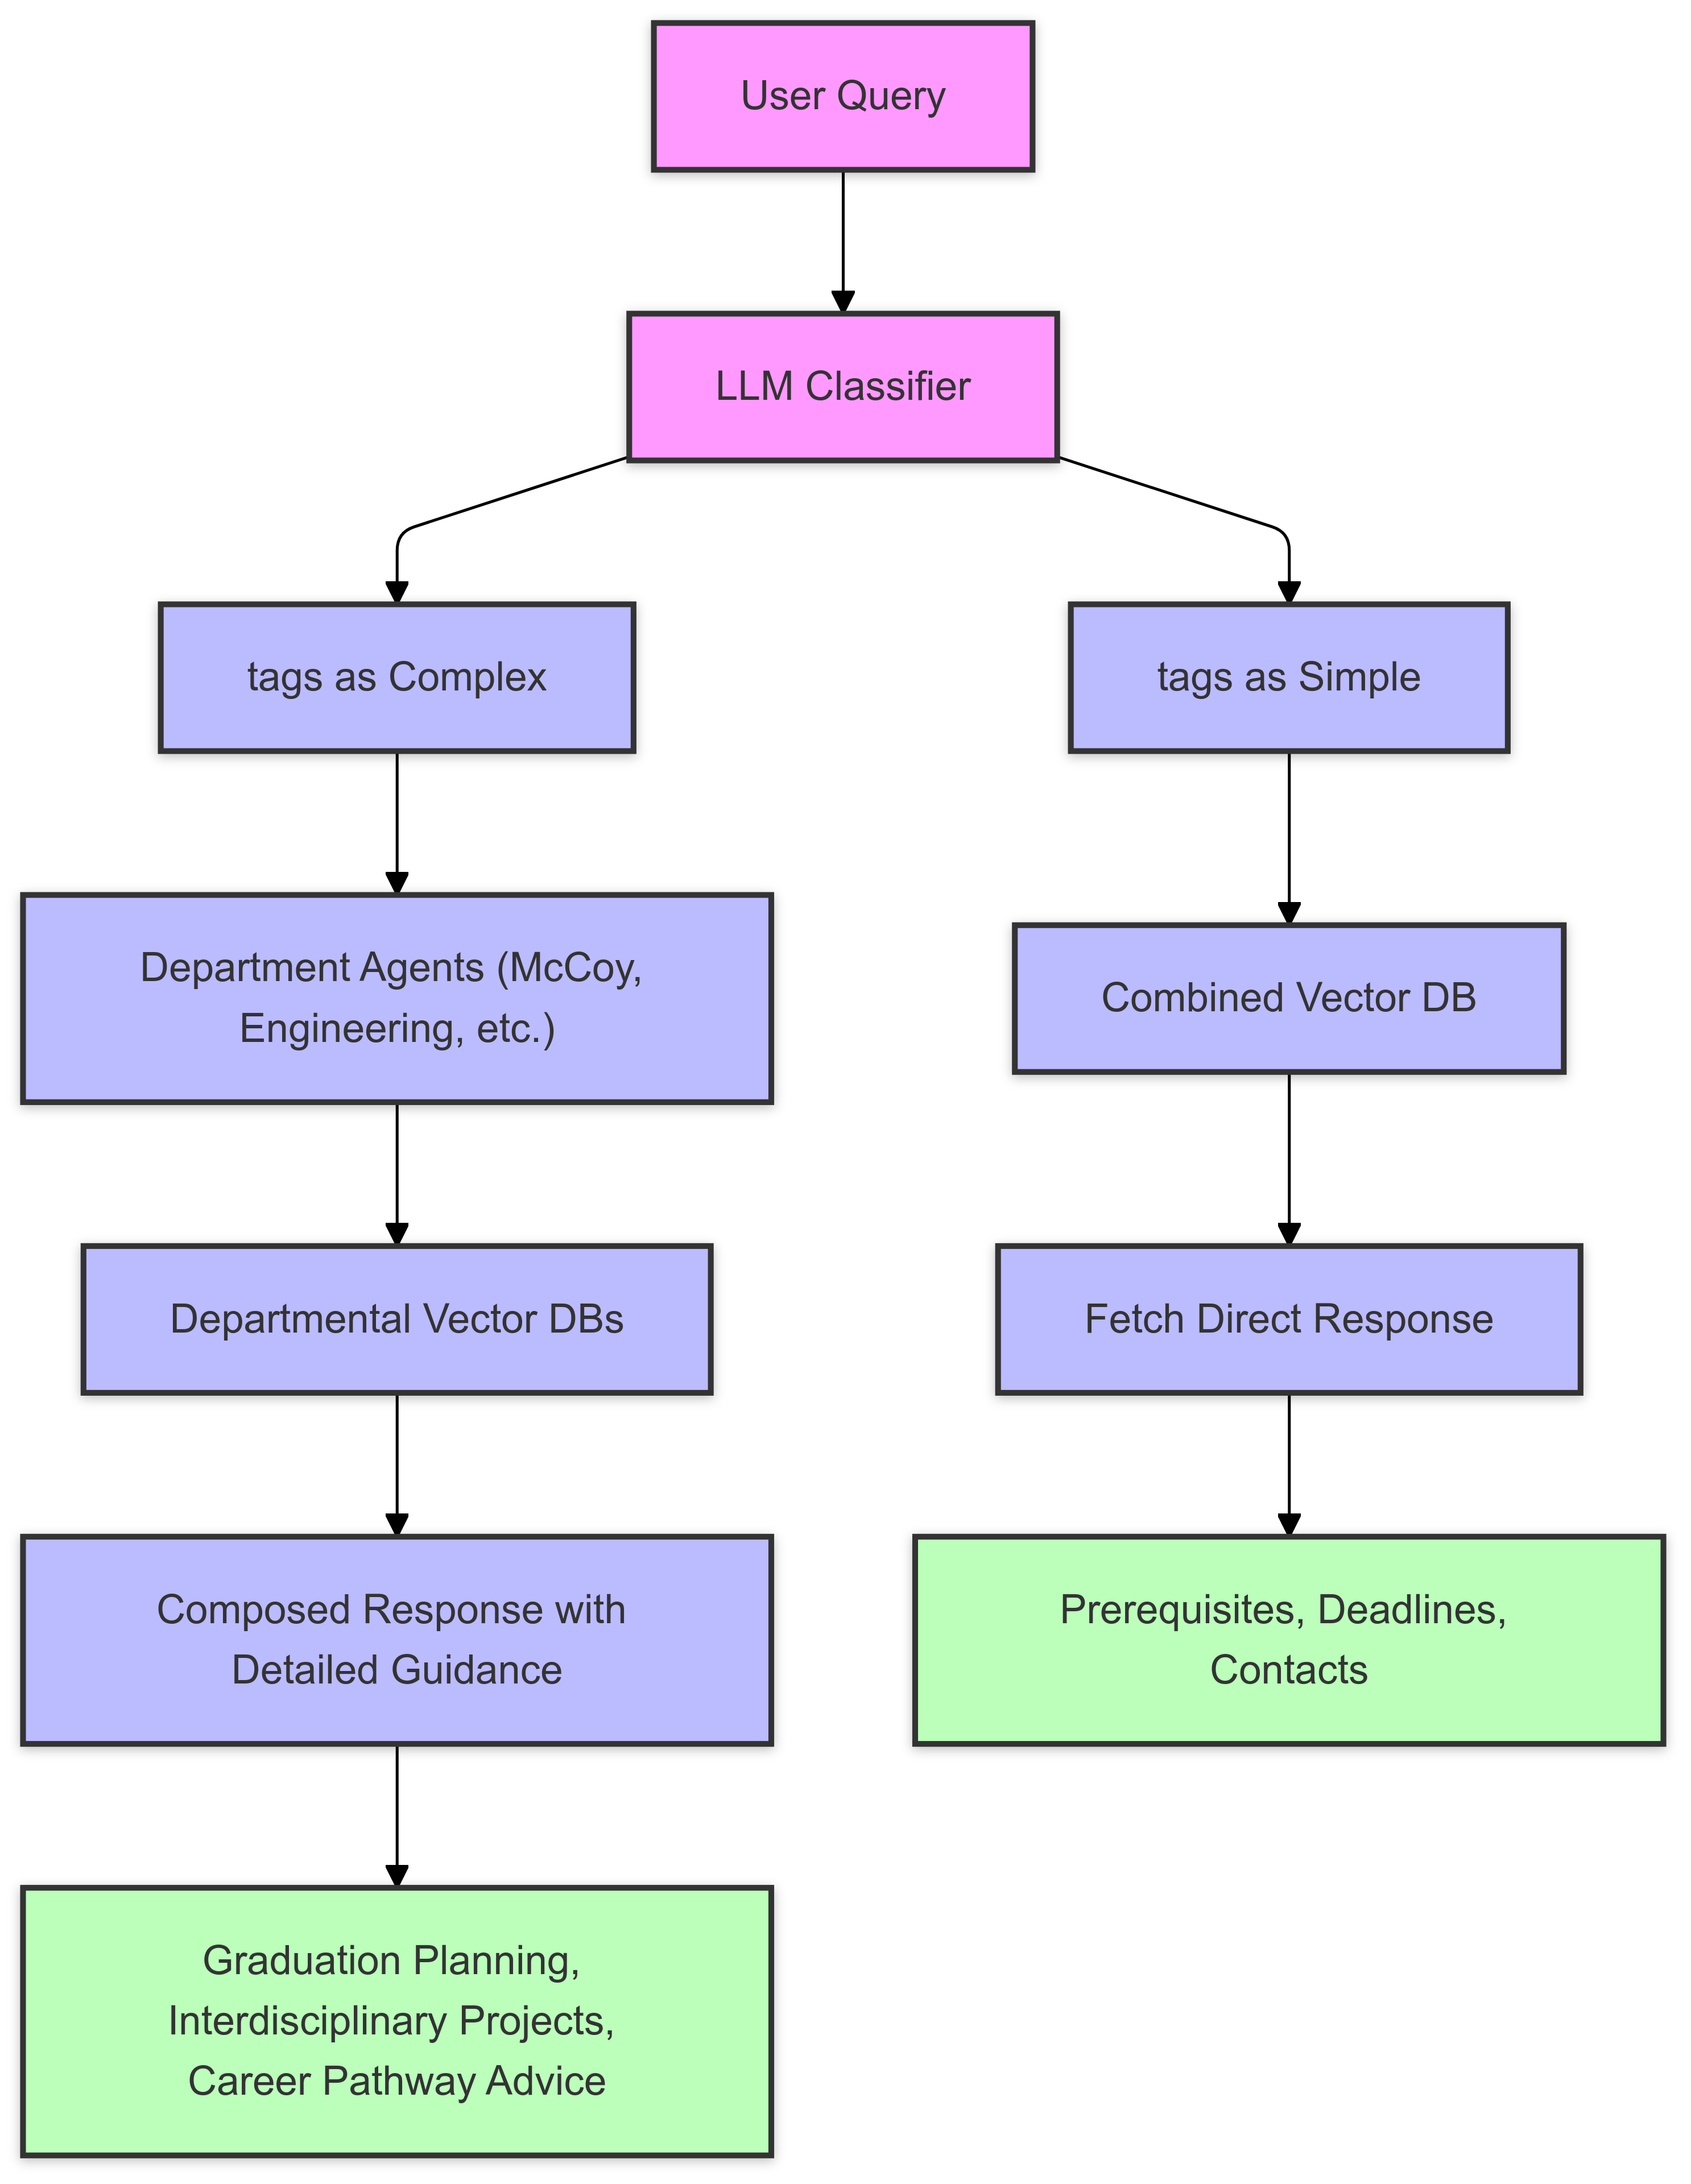 User Query
LLM Classifier
tags as Complex
tags as Simple
Department Agents (McCoy,
Engineering, etc.)
Combined Vector DB
Departmental Vector DBs
Fetch Direct Response
Composed Response with
Detailed Guidance
Prerequisites, Deadlines,
Contacts
Graduation Planning,
Interdisciplinary Projects,
Career Pathway Advice